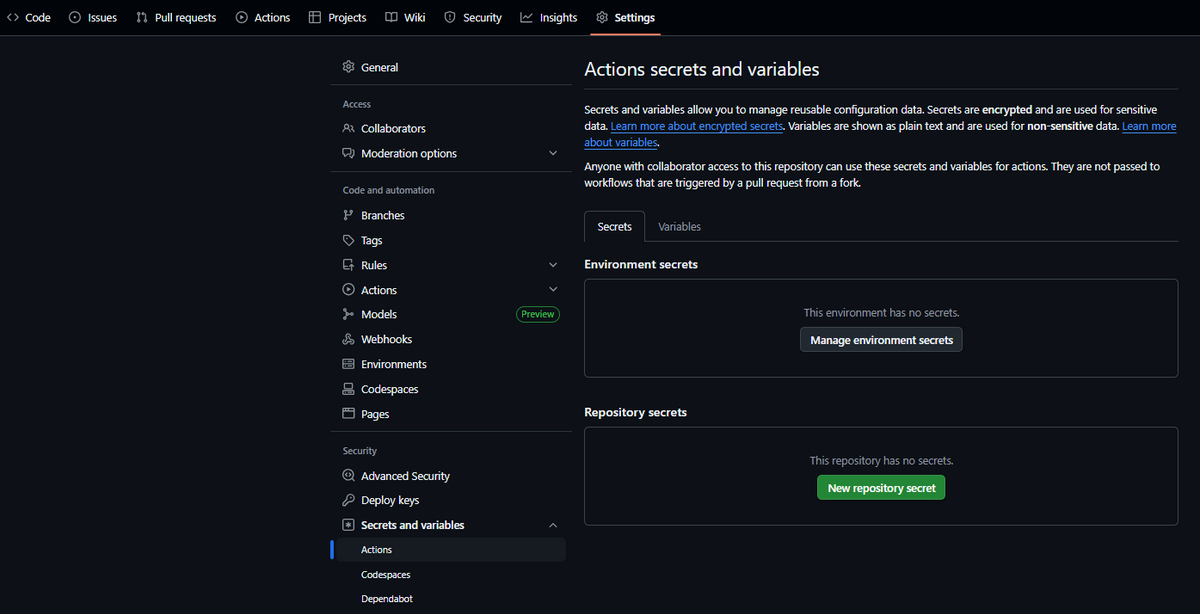 Code Issues Pull requests Actions Projects Wiki Security Insights Settings
General
Access
Collaborators
Moderation options
Code and automation
Branches
Tags
Rules
Actions
Models Preview
Webhooks
Environments
Codespaces
Pages
Security
Advanced Security
Deploy keys
Secrets and variables
Actions
Codespaces
Dependabot
Actions secrets and variables
Secrets and variables allow you to manage reusable configuration data. Secrets are encrypted and are used for sensitive
data. Learn more about encrypted secrets. Variables are shown as plain text and are used for non-sensitive data. Learn more
about variables.
Anyone with collaborator access to this repository can use these secrets and variables for actions. They are not passed to
workflows that are triggered by a pull request from a fork.
Secrets Variables
Environment secrets
This environment has no secrets.
Manage environment secrets
Repository secrets
This repository has no secrets.
New repository secret